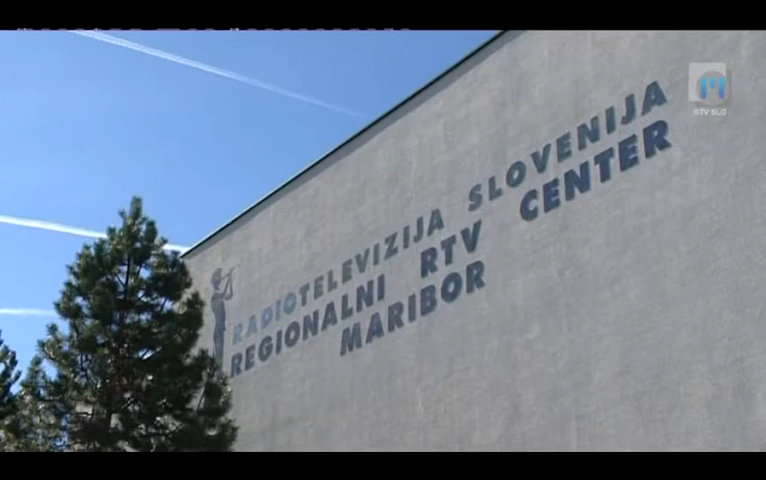 RADIOTELEVIZIJA SLOVENIJA
REGIONALNI RTV CENTER
MARIBOR
RTV SLO